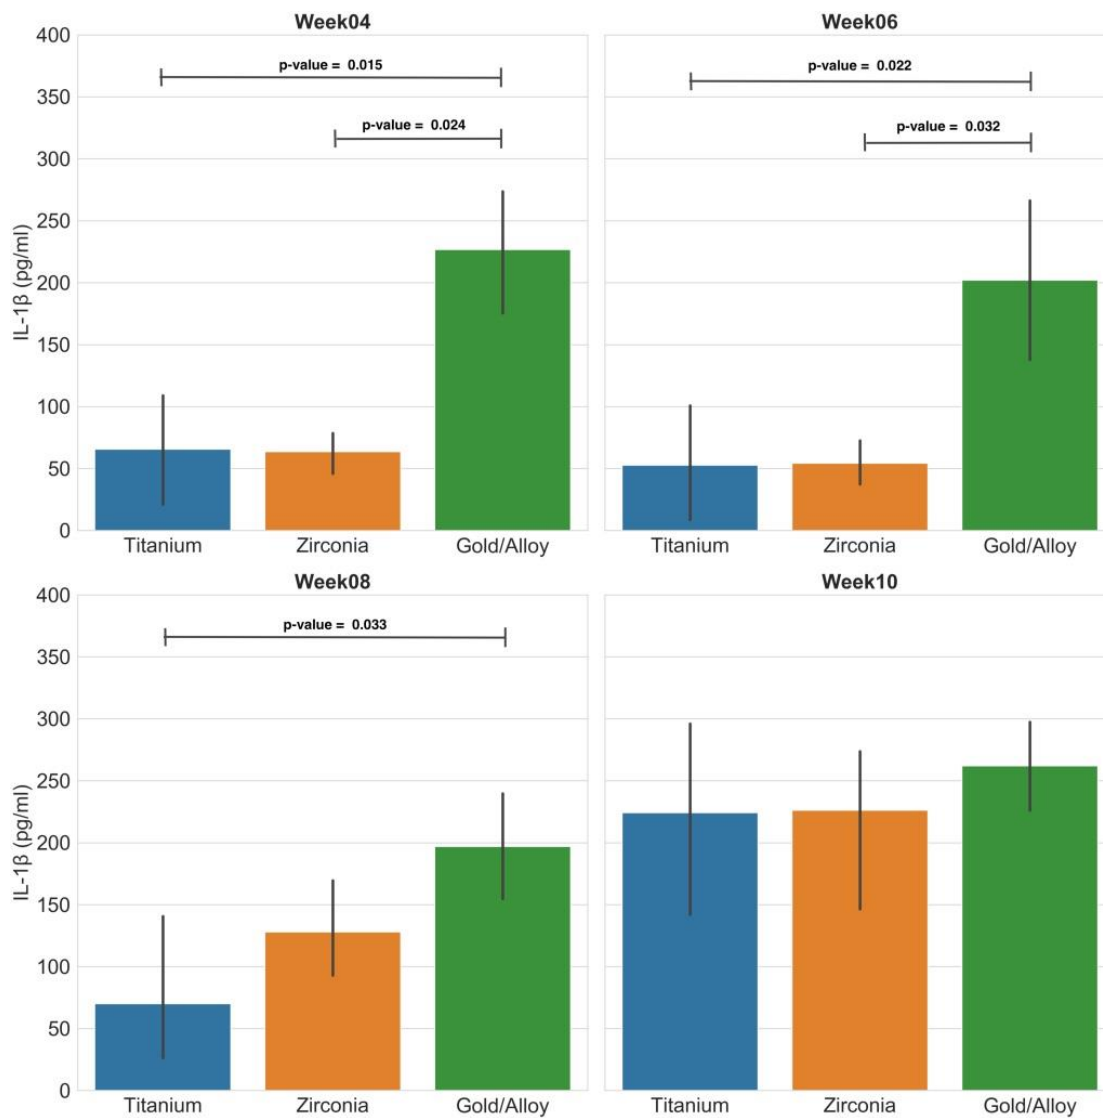 Week04
Week06
400
350
300
250
200
150
100
50
0
IL-1β (pg/ml)
p-value = 0.015
p-value = 0.024
p-value = 0.022
p-value = 0.032
Titanium Zirconia Gold/Alloy
Titanium Zirconia Gold/Alloy
Week08
Week10
400
350
300
250
200
150
100
50
0
IL-1β (pg/ml)
p-value = 0.033
Titanium Zirconia Gold/Alloy
Titanium Zirconia Gold/Alloy